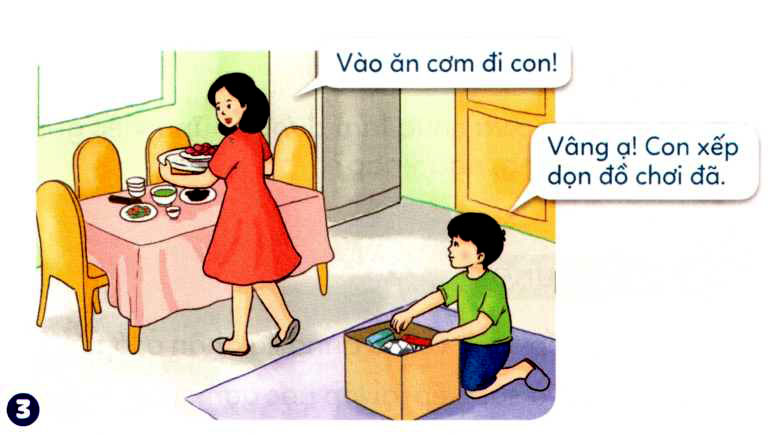 Vào ăn cơm đi con!
Vâng ạ! Con xếp
dọn đồ chơi đã.
3